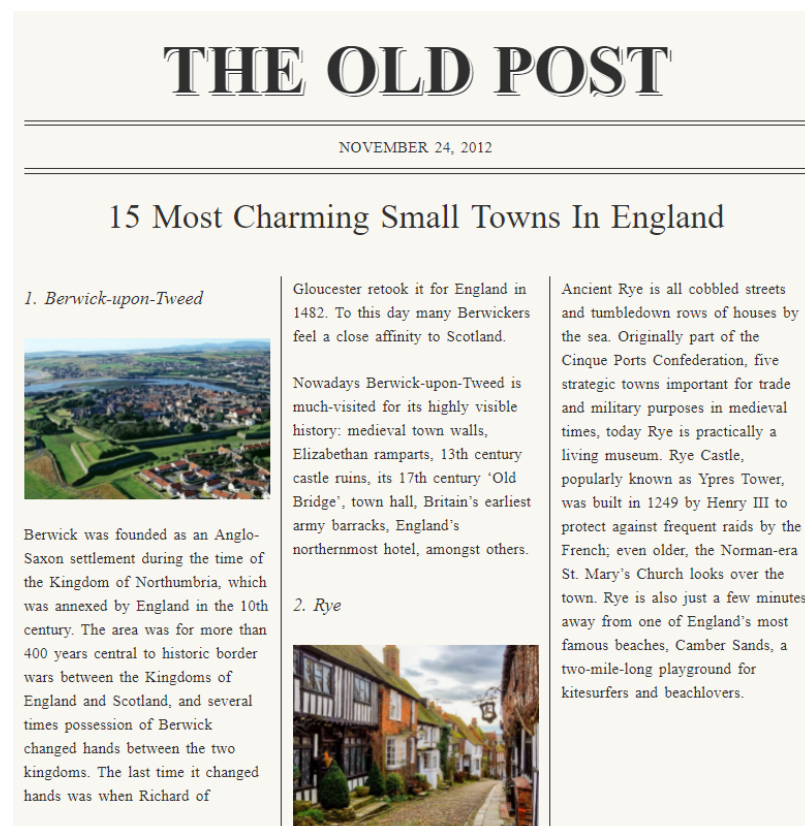 THE OLD POST
NOVEMBER 24, 2012
15 Most Charming Small Towns In England
1. Berwick-upon-Tweed
Berwick was founded as an Anglo-
Saxon settlement during the time of
the Kingdom of Northumbria, which
was annexed by England in the 10th
century. The area was for more than
400 years central to historic border
wars between the Kingdoms of
England and Scotland, and several
times possession of Berwick
changed hands between the two
kingdoms. The last time it changed
hands was when Richard of
Gloucester retook it for England in
1482. To this day many Berwickers
feel a close affinity to Scotland.
Nowadays Berwick-upon-Tweed is
much-visited for its highly visible
history: medieval town walls,
Elizabethan ramparts, 13th century
castle ruins, its 17th century ‘Old
Bridge’, town hall, Britain’s earliest
army barracks, England’s
northernmost hotel, amongst others.
2. Rye
Ancient Rye is all cobbled streets
and tumbledown rows of houses by
the sea. Originally part of the
Cinque Ports Confederation, five
strategic towns important for trade
and military purposes in medieval
times, today Rye is practically a
living museum. Rye Castle,
popularly known as Ypres Tower,
was built in 1249 by Henry III to
protect against frequent raids by the
French; even older, the Norman-era
St. Mary’s Church looks over the
town. Rye is also just a few minutes
away from one of England’s most
famous beaches, Camber Sands, a
two-mile-long playground for
kitesurfers and beachlovers.